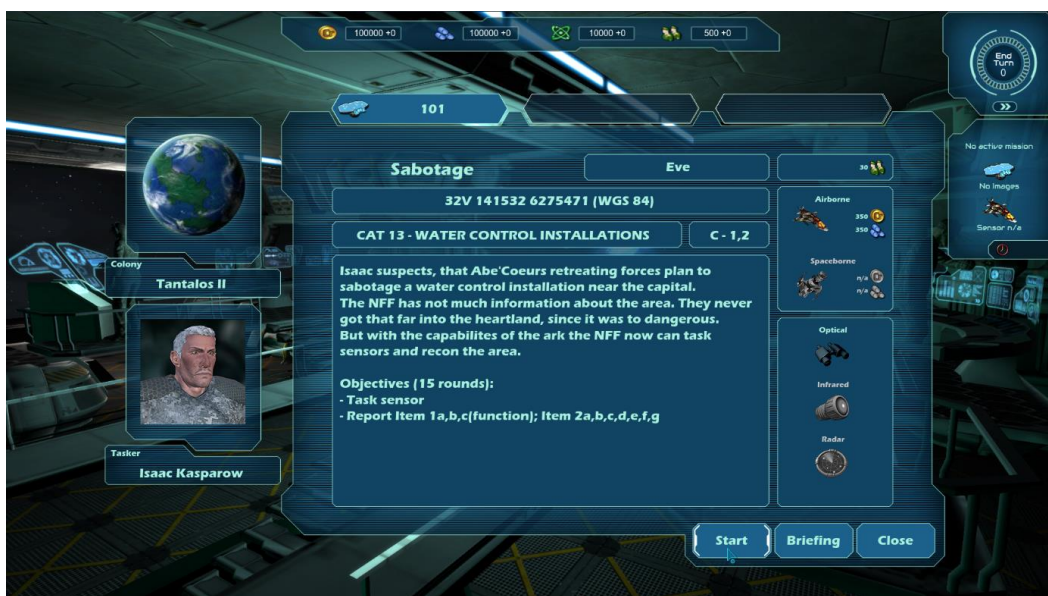 100000 +0
100000 +0
10000 +0
500 +0
End
Turn
0
101
No active mission
No Images
Sensor n/a
Sabotage
Eve
30
32V 141532 6275471 (WGS 84)
CAT 13 - WATER CONTROL INSTALLATIONS
C - 1,2
Airborne
350
350
Spaceborne
n/a
n/a
Colony
Tantalos II
Isaac suspects, that Abe'Coeurs retreating forces plan to
sabotage a water control installation near the capital.
The NFF has not much information about the area. They never
got that far into the heartland, since it was to dangerous.
But with the capabilites of the ark the NFF now can task
sensors and recon the area.
Objectives (15 rounds):
- Task sensor
- Report Item 1a,b,c(function); Item 2a,b,c,d,e,f,g
Optical
Infrared
Radar
Tasker
Isaac Kasparow
Start
Briefing
Close